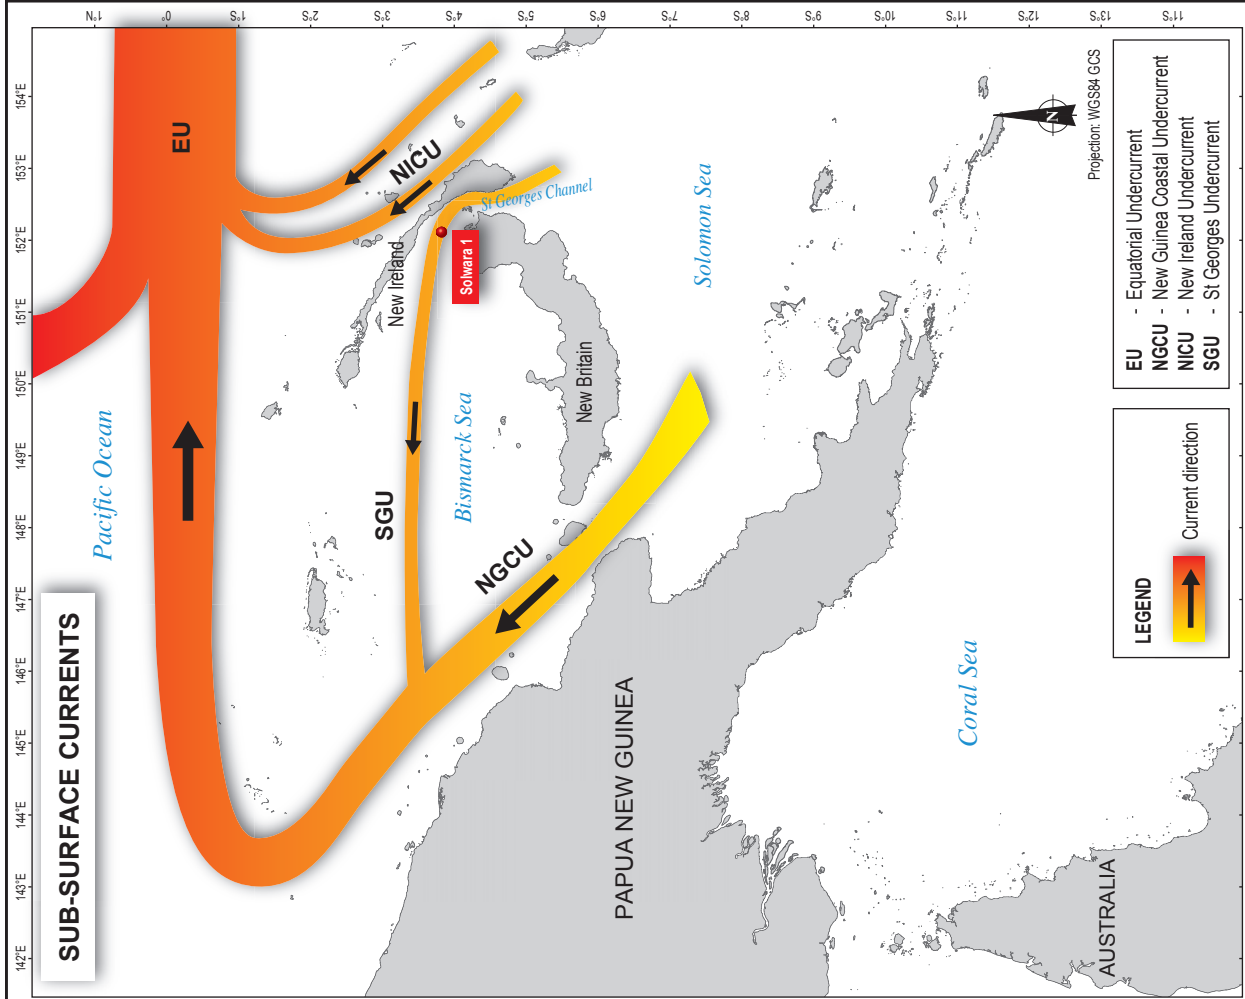 SUB-SURFACE CURRENTS
142°E
143°E
144°E
145°E
146°E
147°E
148°E
149°E
150°E
151°E
152°E
153°E
154°E
1°N
0°
1°S
2°S
3°S
4°S
5°S
6°S
7°S
8°S
9°S
10°S
11°S
12°S
13°S
11°S
Pacific Ocean
EU
NICU
New Ireland
St Georges Channel
Solwara 1
SGU
Bismarck Sea
New Britain
NGCU
Solomon Sea
PAPUA NEW GUINEA
Coral Sea
AUSTRALIA
LEGEND
Current direction
EU - Equatorial Undercurrent
NGCU - New Guinea Coastal Undercurrent
NICU - New Ireland Undercurrent
SGU - St Georges Undercurrent
N
Projection: WGS84 GCS